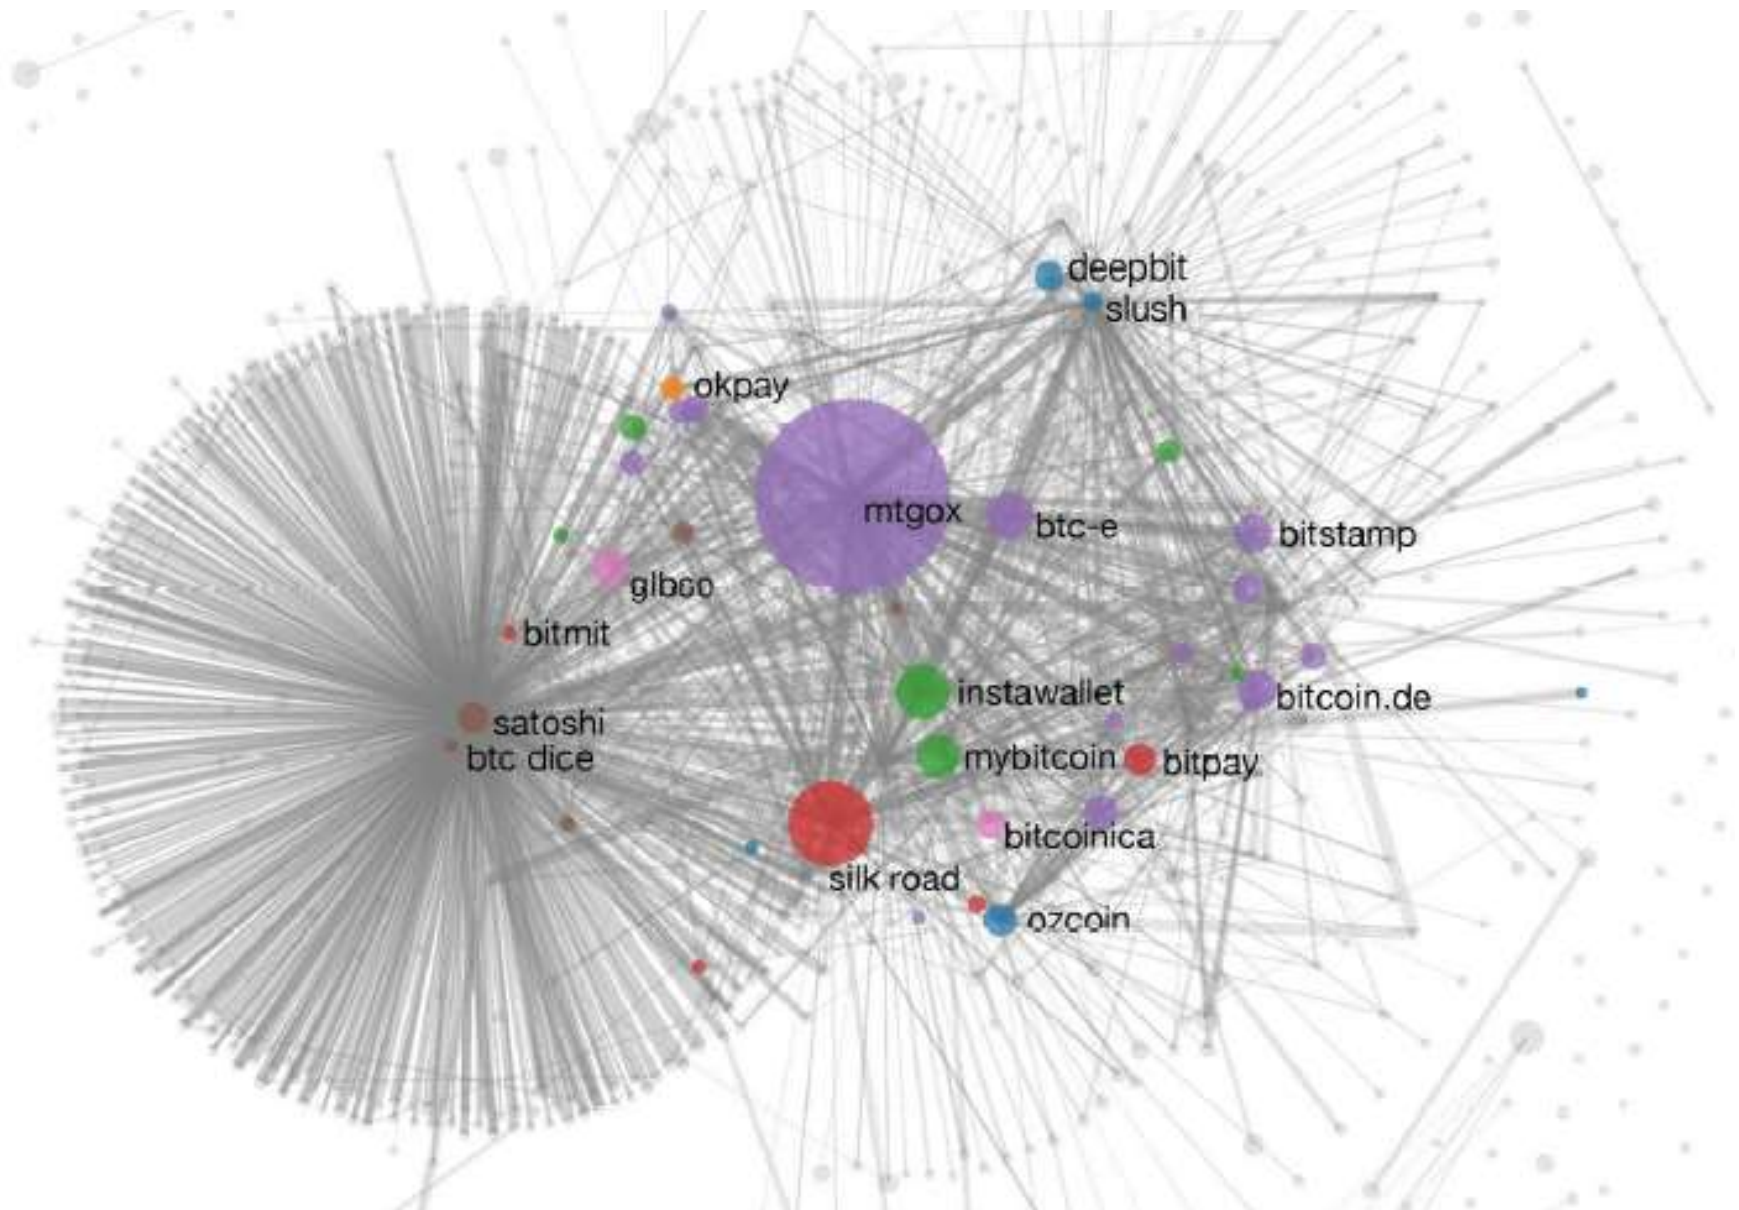 deepbit
slush
okpay
mtgox
btc-e
bitstamp
glbse
bitmit
instawallet
bitcoin.de
satoshi
btc dice
mybitcoin
bitpay
bitcoinica
silk road
ozcoin